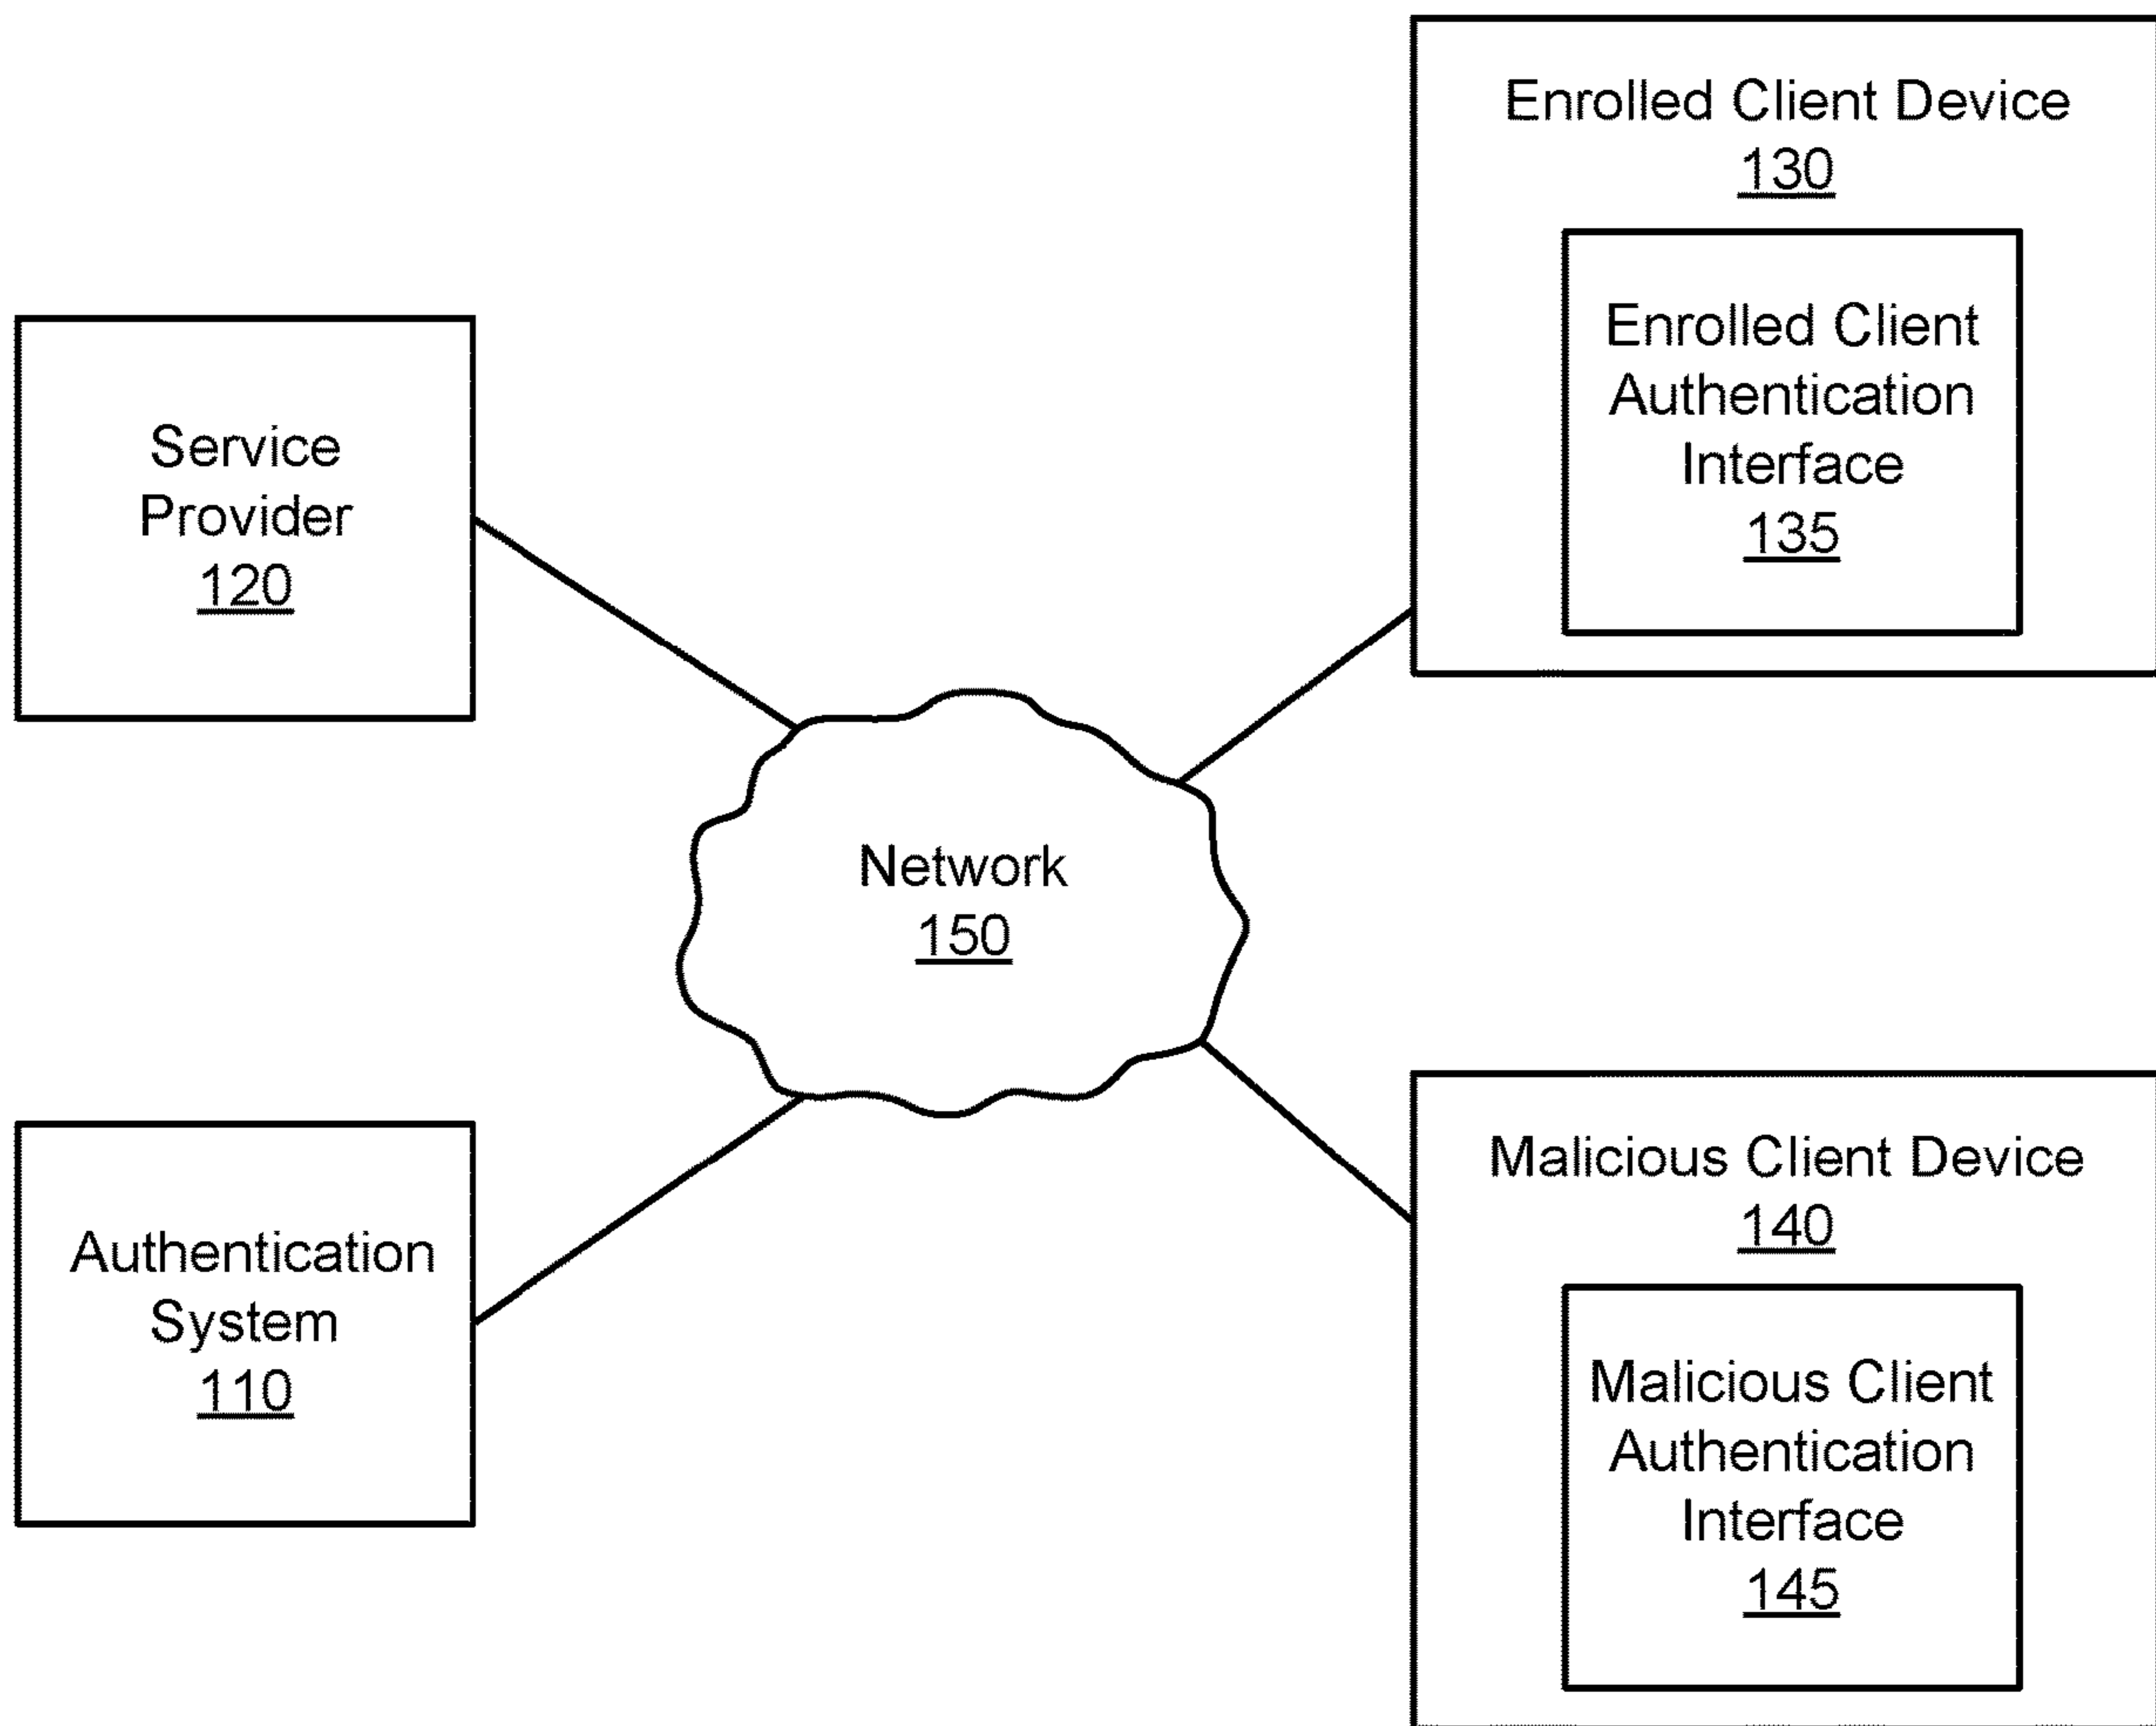 Enrolled Client Device
130
Enrolled Client
Authentication
Interface
135
Service
Provider
120
Network
150
Authentication
System
110
Malicious Client Device
140
Malicious Client
Authentication
Interface
145